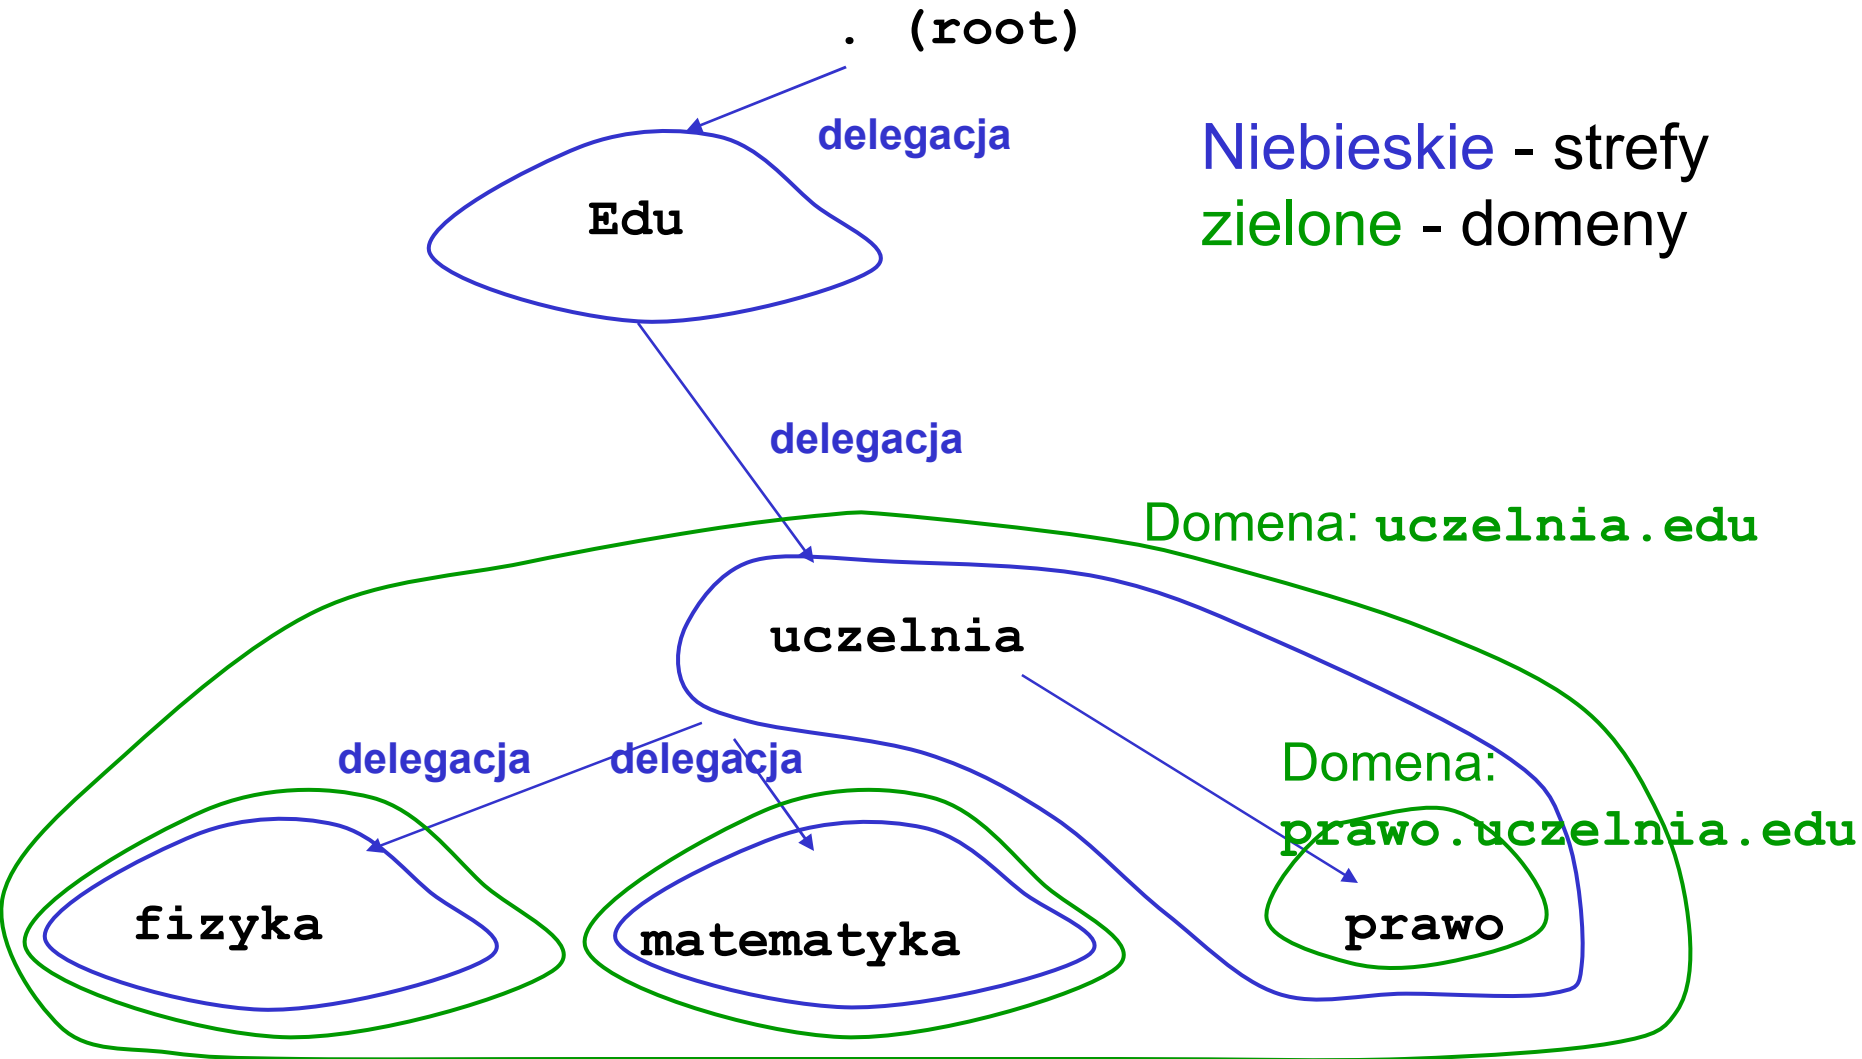 . (root)
delegacja
Niebieskie - strefy
zielone - domeny
Edu
delegacja
Domena: uczelnia.edu
uczelnia
delegacja delegacja
Domena:
prawo.uczelnia.edu
fizyka
matematyka
prawo